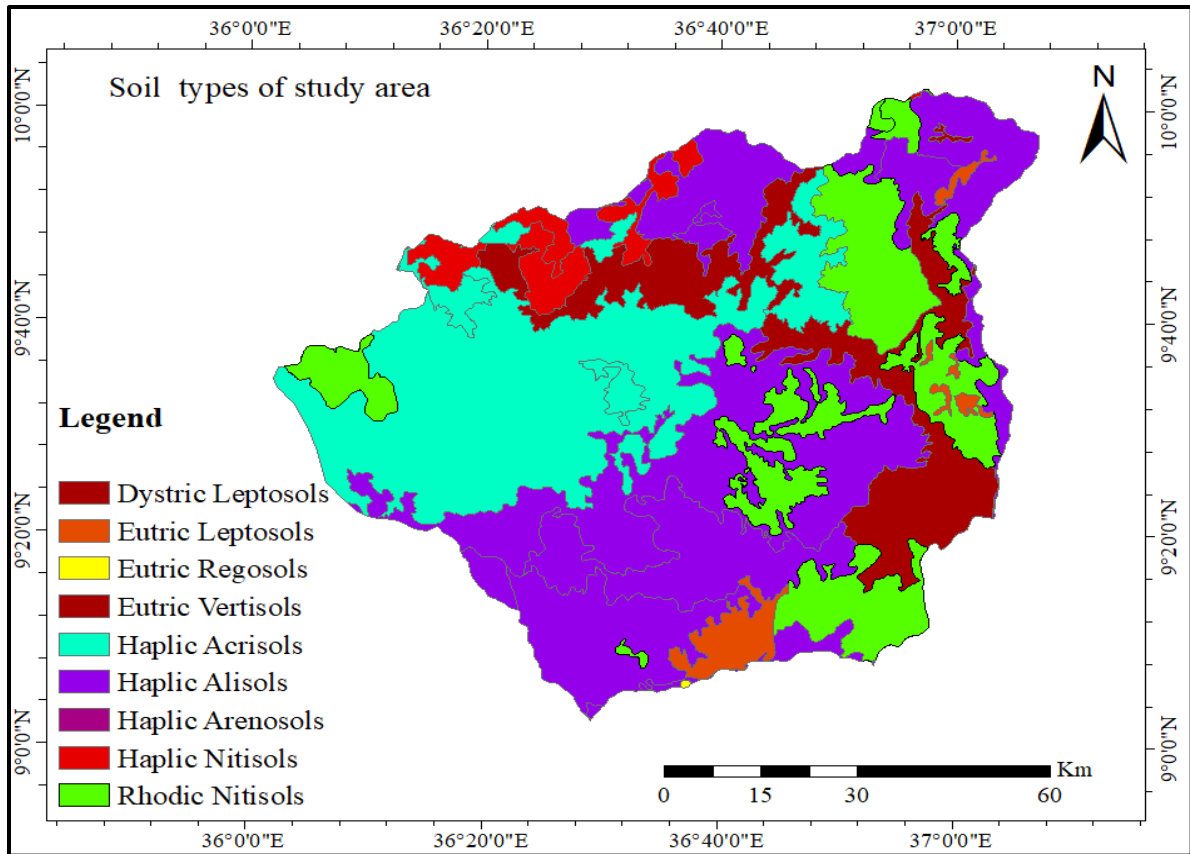 36°0'0"E 36°20'0"E 36°40'0"E 37°0'0"E
Soil types of study area
N
10°0'0"N
10°0'0"N
9°40'0"N
9°40'0"N
Legend
Dystric Leptosols
Eutric Leptosols
Eutric Regosols
Eutric Vertisols
Haplic Acrisols
Haplic Alisols
Haplic Arenosols
Haplic Nitisols
Rhodic Nitisols
9°20'0"N
9°20'0"N
9°0'0"N
9°0'0"N
Km
0 15 30 60
36°0'0"E 36°20'0"E 36°40'0"E 37°0'0"E